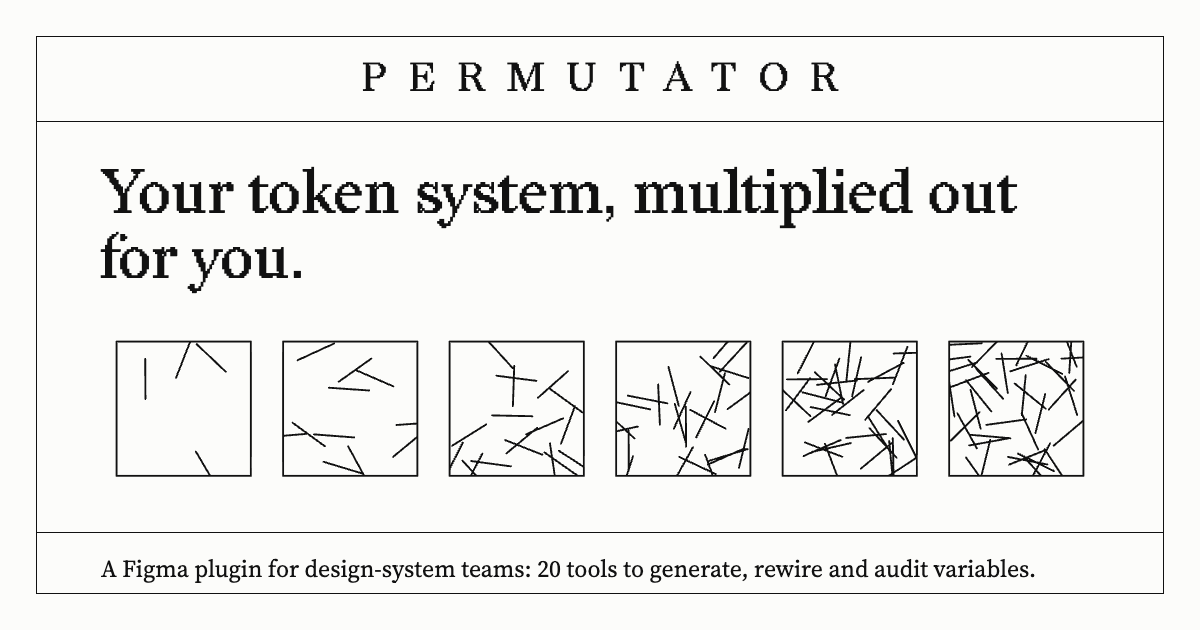 PERMUTATOR
Your token system, multiplied out
for you.
A Figma plugin for design-system teams: 20 tools to generate, rewire and audit variables.